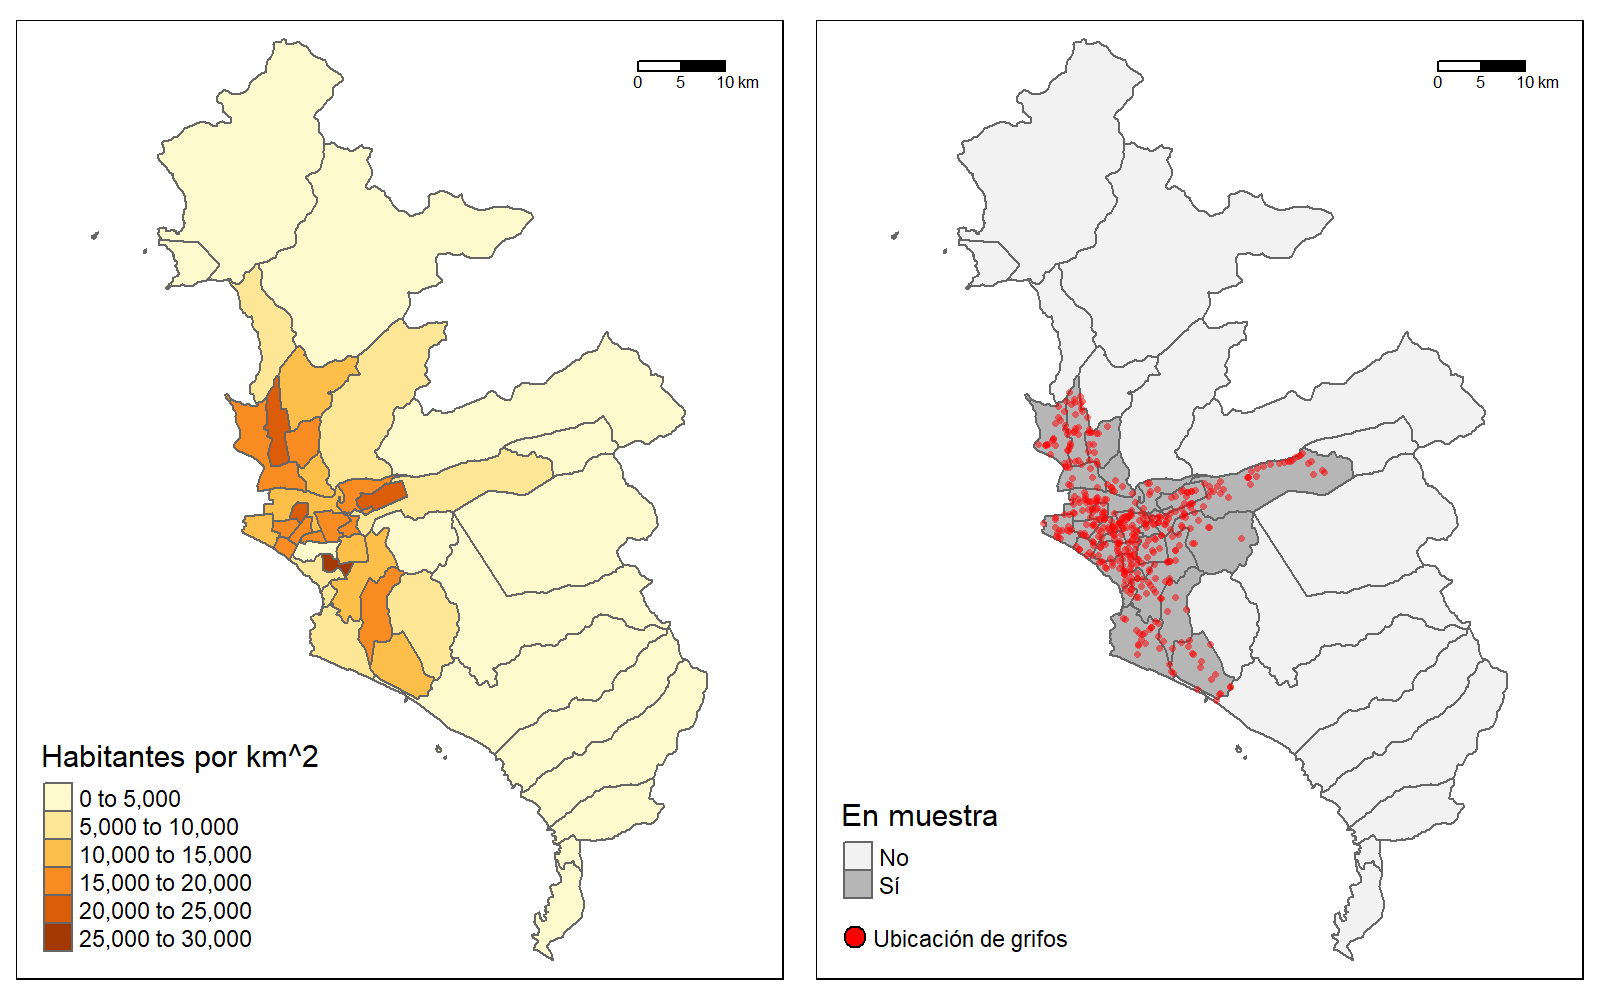 0 5 10 km
Habitantes por km^2
0 to 5,000
5,000 to 10,000
10,000 to 15,000
15,000 to 20,000
20,000 to 25,000
25,000 to 30,000
0 5 10 km
En muestra
No
Sí
Ubicación de grifos